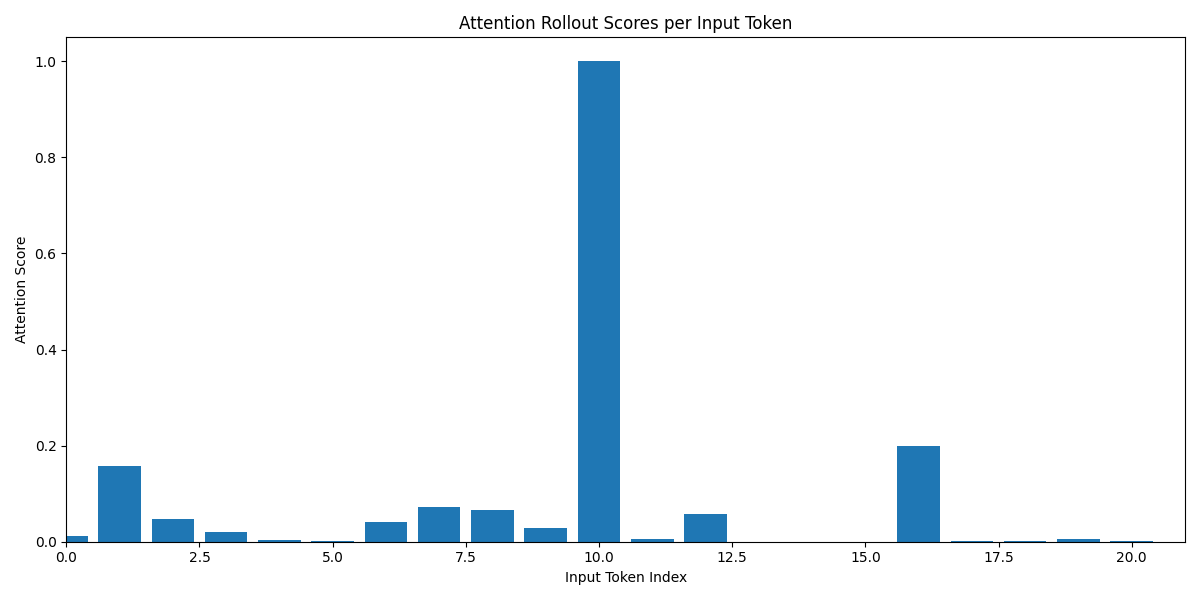 Attention Rollout Scores per Input Token
1.0
0.8
0.6
0.4
0.2
0.0
Attention Score
0.0 2.5 5.0 7.5 10.0 12.5 15.0 17.5 20.0
Input Token Index